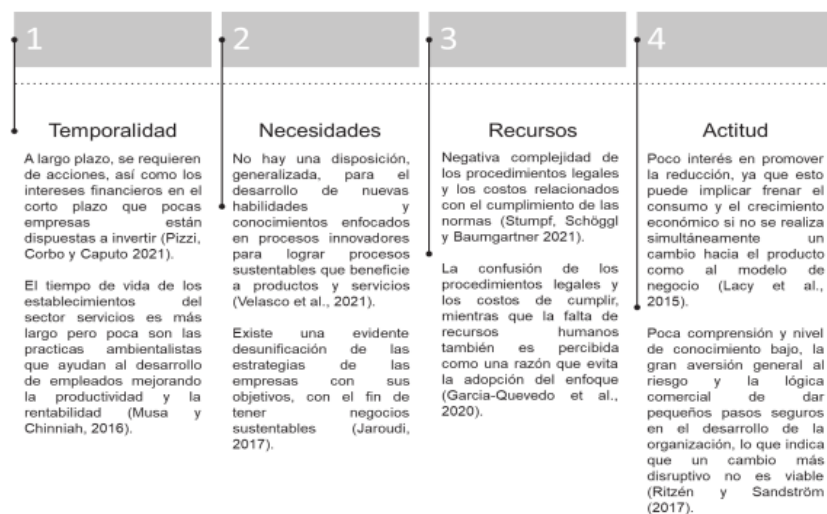 1
Temporalidad
A largo plazo, se requieren
de acciones, así como los
intereses financieros en el
corto plazo que pocas
empresas están
dispuestas a invertir (Pizzi,
Corbo y Caputo 2021).
El tiempo de vida de los
establecimientos del
sector servicios es más
largo pero poca son las
practicas ambientalistas
que ayudan al desarrollo
de empleados mejorando
la productividad y la
rentabilidad (Musa y
Chinniah, 2016).
2
Necesidades
No hay una disposición,
generalizada, para el
desarrollo de nuevas
habilidades y
conocimientos enfocados
en procesos innovadores
para lograr procesos
sustentables que beneficie
a productos y servicios
(Velasco et al., 2021).
Existe una evidente
desunificación de las
estrategias de las
empresas con sus
objetivos, con el fin de
tener negocios
sustentables (Jaroudi,
2017).
3
Recursos
Negativa complejidad de
los procedimientos legales
y los costos relacionados
con el cumplimiento de las
normas (Stumpf, Schöggl
y Baumgartner 2021).
La confusión de los
procedimientos legales y
los costos de cumplir,
mientras que la falta de
recursos humanos
también es percibida
como una razón que evita
la adopción del enfoque
(Garcia-Quevedo et al.,
2020).
4
Actitud
Poco interés en promover
la reducción, ya que esto
puede implicar frenar el
consumo y el crecimiento
económico si no se realiza
simultáneamente un
cambio hacia el producto
como al modelo de
negocio (Lacy et al.,
2015).
Poca comprensión y nivel
de conocimiento bajo, la
gran aversión general al
riesgo y la lógica
comercial de dar
pequeños pasos seguros
en el desarrollo de la
organización, lo que indica
que un cambio más
disruptivo no es viable
(Ritzén y Sandström
(2017).